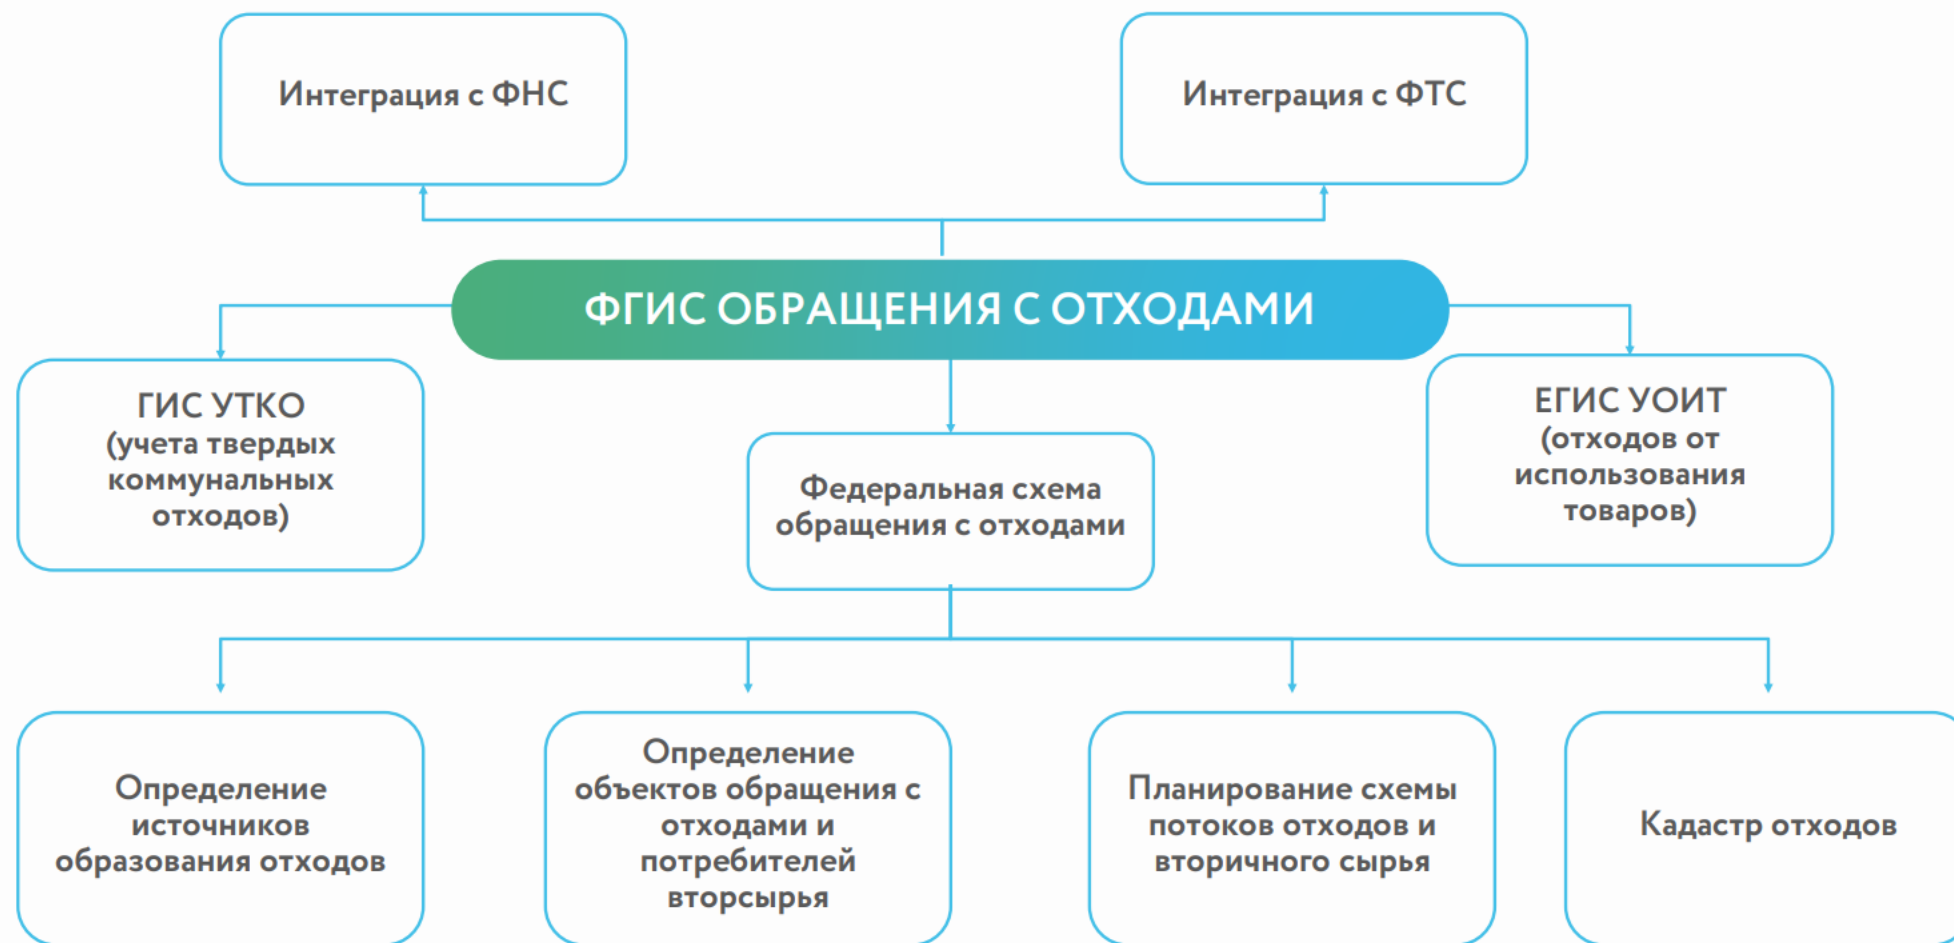 Интеграция с ФНС
Интеграция с ФТС
ФГИС ОБРАЩЕНИЯ С ОТХОДАМИ
ГИС УТКО
(учета твердых
коммунальных
отходов)
Федеральная схема
обращения с отходами
ЕГИС УОИТ
(отходов от
использования
товаров)
Определение
источников
образования отходов
Определение
объектов обращения с
отходами и
потребителей
вторсырья
Планирование схемы
потоков отходов и
вторичного сырья
Кадастр отходов